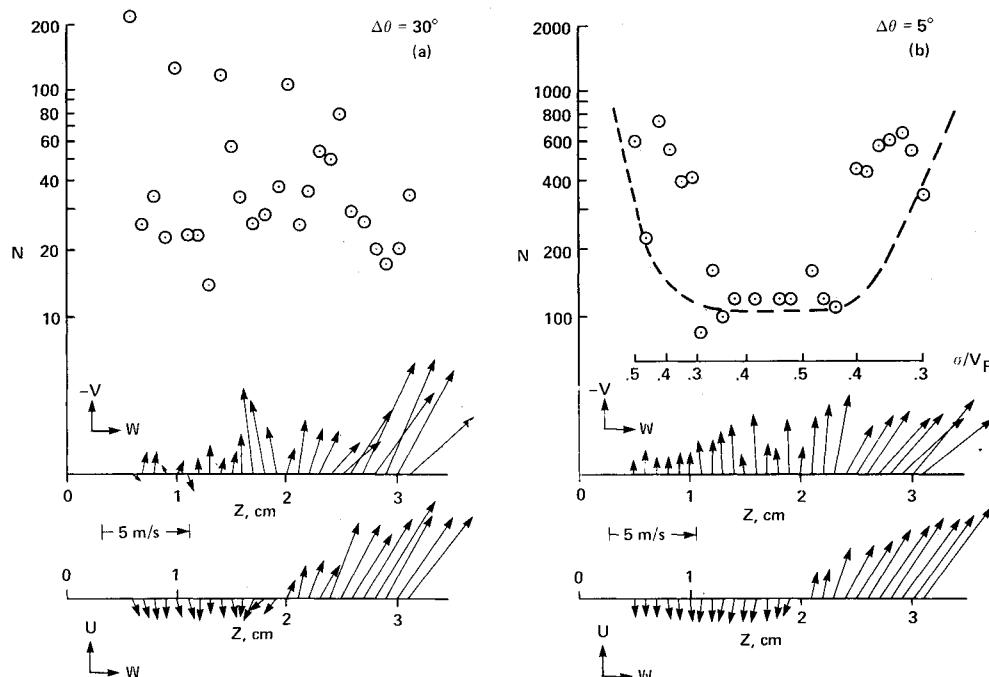 Δθ = 30°
(a)
200
100
80
60
40
20
10
N
-V
W
0
1
2
3
Z, cm
5 m/s
0
1
2
3
Z, cm
U
W
Δθ = 5°
(b)
2000
1000
800
600
400
200
100
N
.5
.4
.3
.4
.5
.4
.3
σ/V
-V
W
0
1
2
3
Z, cm
5 m/s
0
1
2
3
Z, cm
U
W